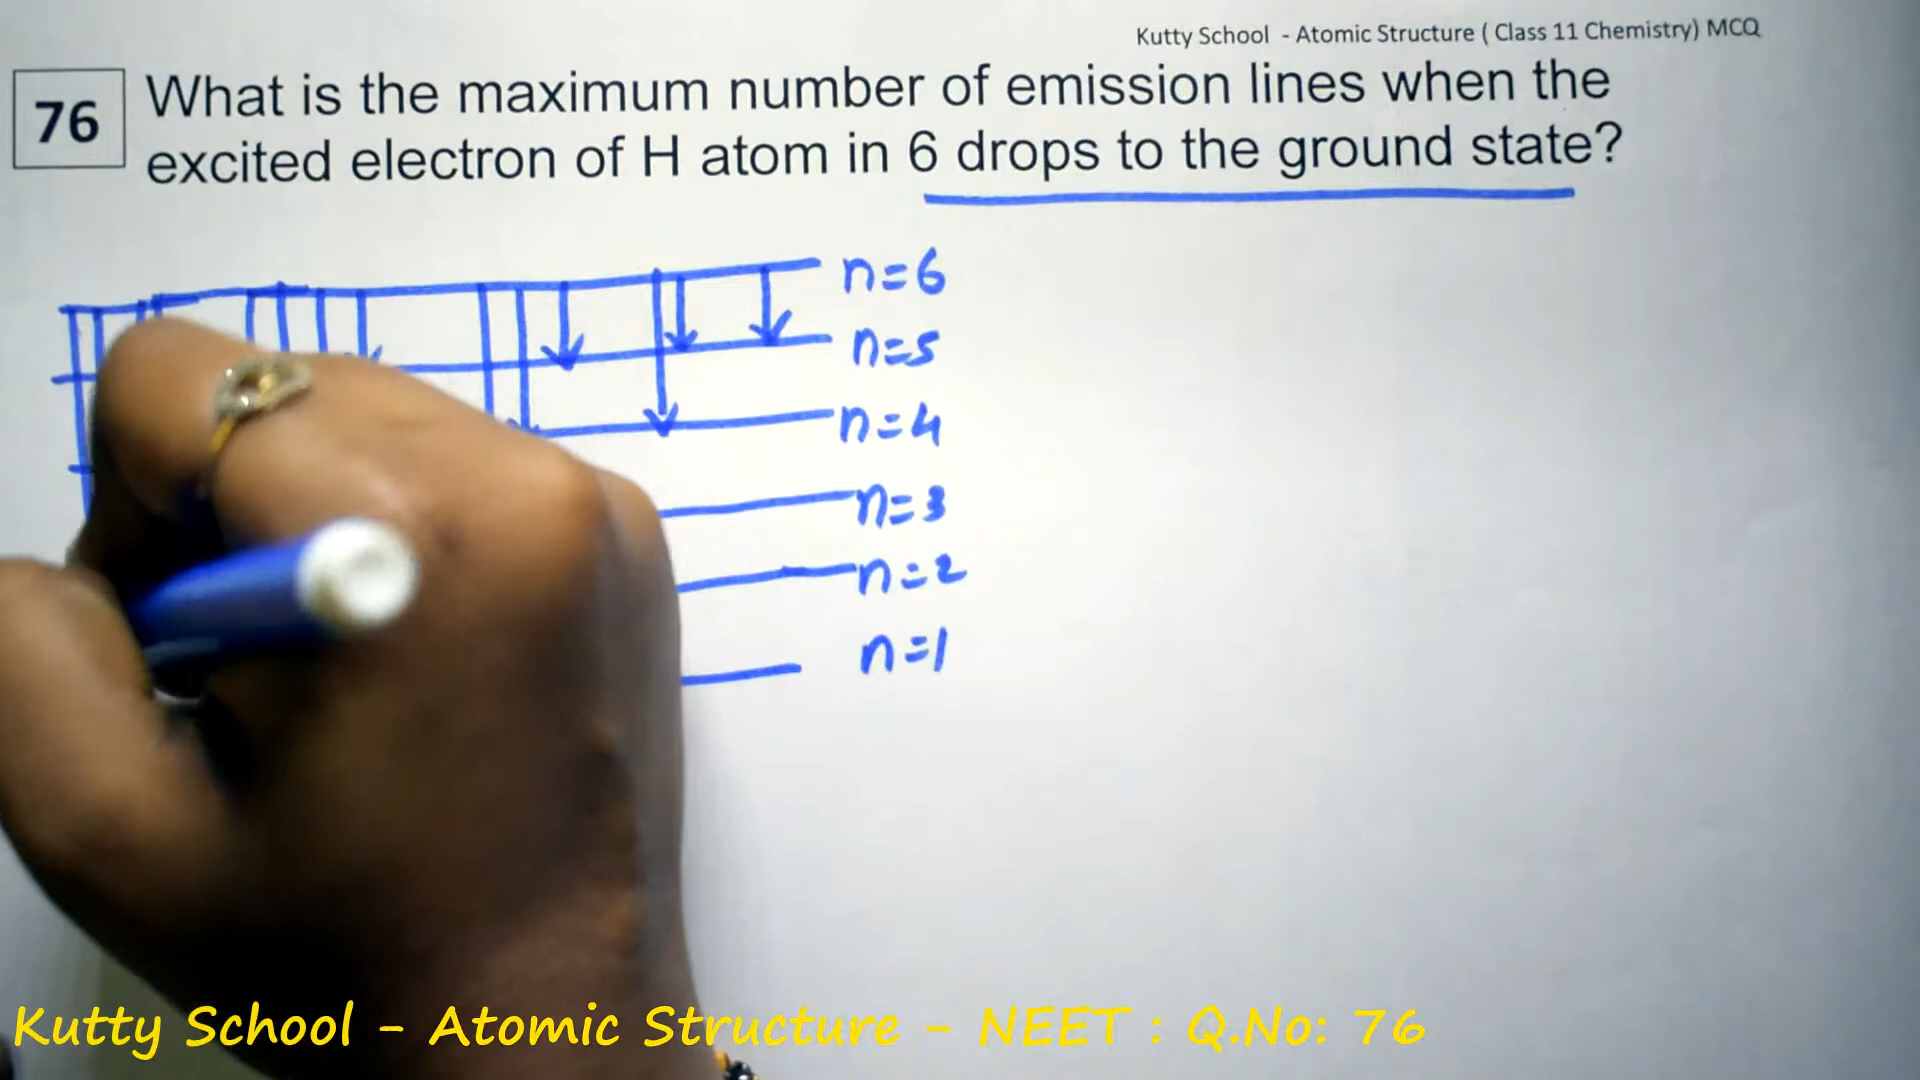 Kutty School - Atomic Structure ( Class 11 Chemistry) MCQ
76 What is the maximum number of emission lines when the
excited electron of H atom in 6 drops to the ground state?
n=6
n=5
n=4
n=3
n=2
n=1
Kutty School - Atomic Structure - NEET : Q.No: 76